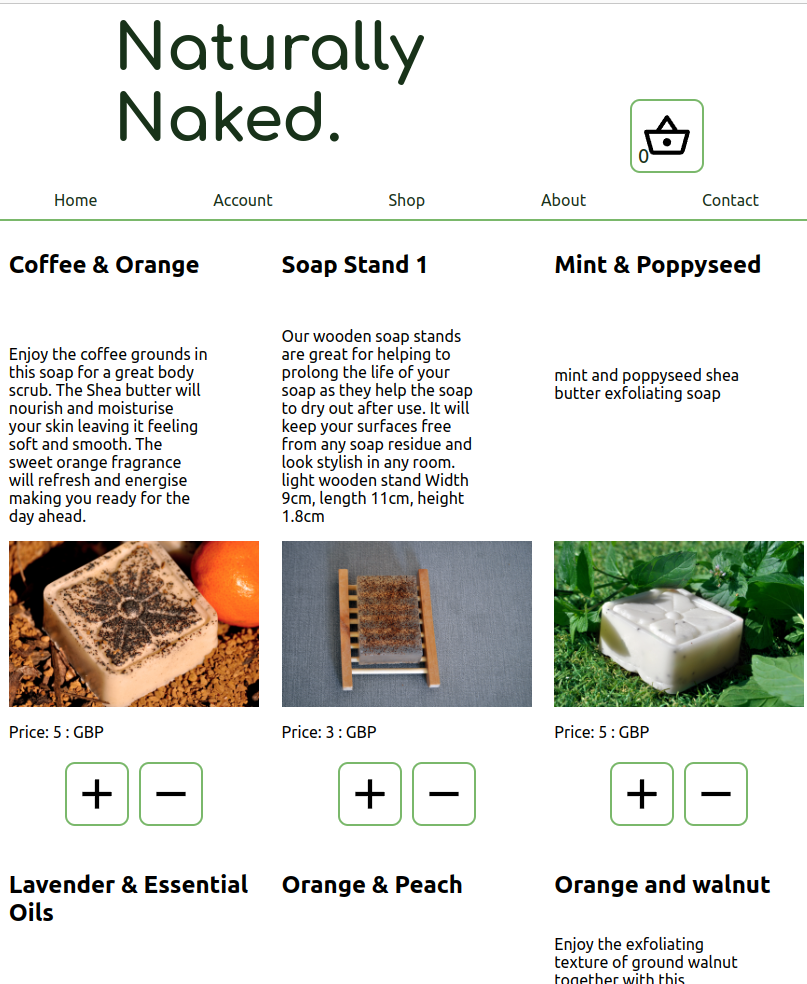 Naturally
Naked.
0
Home Account Shop About Contact
Coffee & Orange
Enjoy the coffee grounds in
this soap for a great body
scrub. The Shea butter will
nourish and moisturise
your skin leaving it feeling
soft and smooth. The
sweet orange fragrance
will refresh and energise
making you ready for the
day ahead.
Price: 5 : GBP
Soap Stand 1
Our wooden soap stands
are great for helping to
prolong the life of your
soap as they help the soap
to dry out after use. It will
keep your surfaces free
from any soap residue and
look stylish in any room.
light wooden stand Width
9cm, length 11cm, height
1.8cm
Price: 3 : GBP
Mint & Poppyseed
mint and poppyseed shea
butter exfoliating soap
Price: 5 : GBP
Lavender & Essential
Oils
Orange & Peach
Orange and walnut
Enjoy the exfoliating
texture of ground walnut
together with this